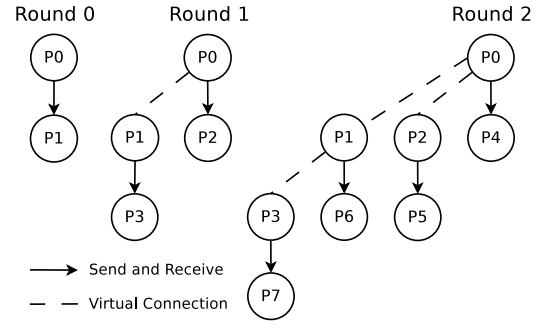 Round 0 Round 1 Round 2
P0 P0 P0
P1 P1 P2 P1 P2 P4
P3 P3 P6 P5
Send and Receive
P7
Virtual Connection